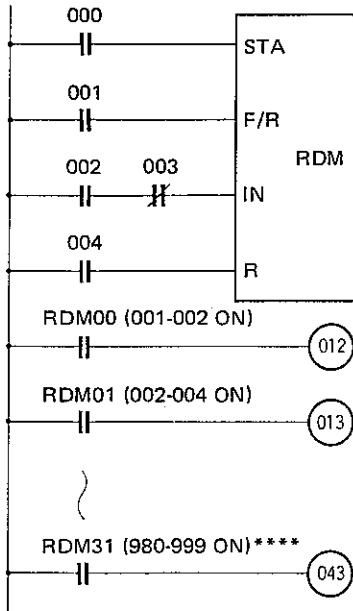 000
STA
001
F/R
RDM
002 003
IN
004
R
RDM00 (001-002 ON)
012
RDM01 (002-004 ON)
013
RDM31 (980-999 ON)****
043